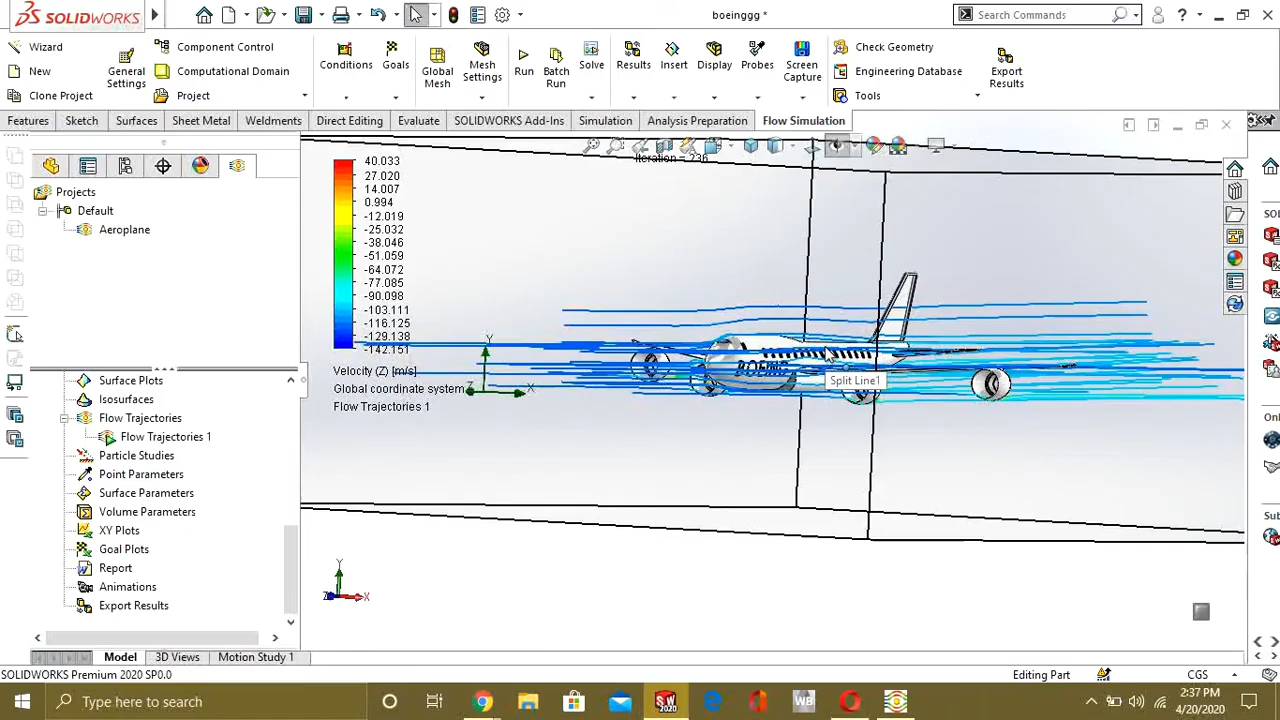 SOLIDWORKS
boeinggg *
Search Commands
?
Wizard
New
Clone Project
General Settings
Component Control
Computational Domain
Project
Conditions
Goals
Global Mesh
Mesh Settings
Run
Batch Run
Solve
Results
Insert
Display
Probes
Screen Capture
Check Geometry
Engineering Database
Tools
Export Results
Features
Sketch
Surfaces
Sheet Metal
Weldments
Direct Editing
Evaluate
SOLIDWORKS Add-Ins
Simulation
Analysis Preparation
Flow Simulation
Projects
Default
Aeroplane
Surface Plots
Isosurfaces
Flow Trajectories
Flow Trajectories 1
Particle Studies
Point Parameters
Surface Parameters
Volume Parameters
XY Plots
Goal Plots
Report
Animations
Export Results
Iteration = 236
40.033
27.020
14.007
0.994
-12.019
-25.032
-38.046
-51.059
-64.072
-77.085
-90.098
-103.111
-116.125
-129.138
-142.151
Velocity (Z) [m/s]
Global coordinate system
Flow Trajectories 1
Y
Z
X
BOEING
Split Line1
Y
Z
X
SO
Onl
Sub
Model
3D Views
Motion Study 1
SOLIDWORKS Premium 2020 SP0.0
Editing Part
CGS
Type here to search
2:37 PM
4/20/2020